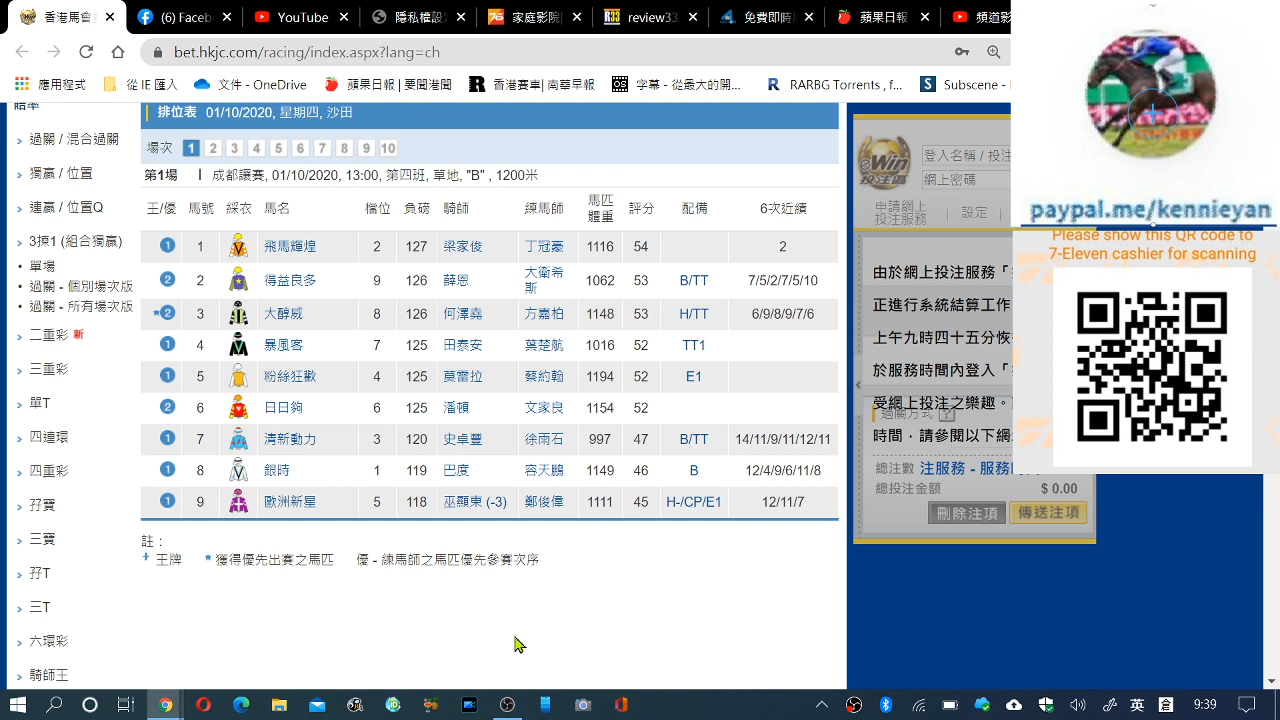 香港馬會
(6) Faceb
YouTube
隱形模設
蘋
review33
免費即時
蘋果日報
頻道影
bet.hkjc.com/racing/index.aspx?lang=ch
應用程式
從 IE 匯入
文件 - OneDrive
蘋果日報 | 壹間港聞
香港賽馬 | 南華早報
字幕 - 從最大的開...
RARBG Torrents , f...
Subscene -
賠率
過關 / 混合過關
獨贏 / 位置
連贏 / 位置Q
3揀1 (組合獨贏)
單場
過關 - 個別場次版
過關 - 所有場次版
二重彩 新
三重彩
單T
四連環
四重彩
孖寶
三寶
孖T
三T
六環彩
騎師王
排位表 01/10/2020, 星期四, 沙田
場次 1 2 3 4 5 6 7 8 9 10
第1場 | 成都讓賽, 01/10/2020, 13:00, 第四班, 草地, "B" , 1200米
王/優 馬號 綵衣 馬名 檔位 負磅 騎師 練馬師 馬匹體重 評分 配備 6次近績
1 1 飛馬輝煌 2 127 梁家俊 丁冠豪 1116 54 2
2 2 得益良多 9 126 薛恩 大衛希斯 1062 53 B/TT 7/5/2/7/5/10
*2 3 大醇威 8 126 何澤堯 方嘉柏 1148 53 H/TT 6/9/8/9/7/6
1 4 暴風客 7 125 田泰安 葉楚航 1016 52 TT1
1 5 粉絲狂歡 4 125 莫雷拉 蔡約翰 1194 52 E1
2 6 日日夠 6 125 潘頓 文家良 1154 52
1 7 清新動力 3 120 史卓豐 徐雨石 997 47 B/TT 14/11/9/11/12/11
1 8 銀時 1 119 巴度 容天鵬 1149 46 B 12/4/9/6/11/8
1 9 歐洲新星 5 118 巫顯東 (-3) 鄭俊偉 1111 45 H-/CP/E1 12/11/7
註 :
+ 王牌 * 獲得優先出賽之馬匹 優 - 練馬師之馬匹優先參賽次序
eWin
投注區
登入名稱 / 投注
網上密碼
申請網上
投注服務
設定
由於網上投注服務「
正進行系統結算工作
上午九時四十五分恢
於服務時間內登入「
受網上投注之樂趣。
過關方式
時間，請參閱以下網
總注數 注服務 - 服務
總投注金額 $ 0.00
刪除注項 傳送注項
paypal.me/kennieyan
Please show this QR code to
7-Eleven cashier for scanning
英
倉
9:39